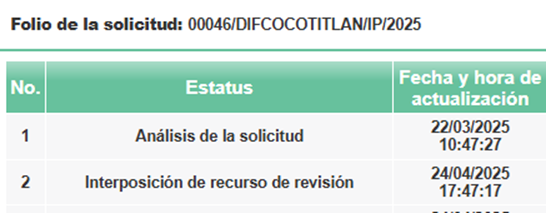 Folio de la solicitud: 00046/DIFCOCOTITLAN/IP/2025
No. Estatus Fecha y hora de actualización
1 Análisis de la solicitud 22/03/2025 10:47:27
2 Interposición de recurso de revisión 24/04/2025 17:47:17